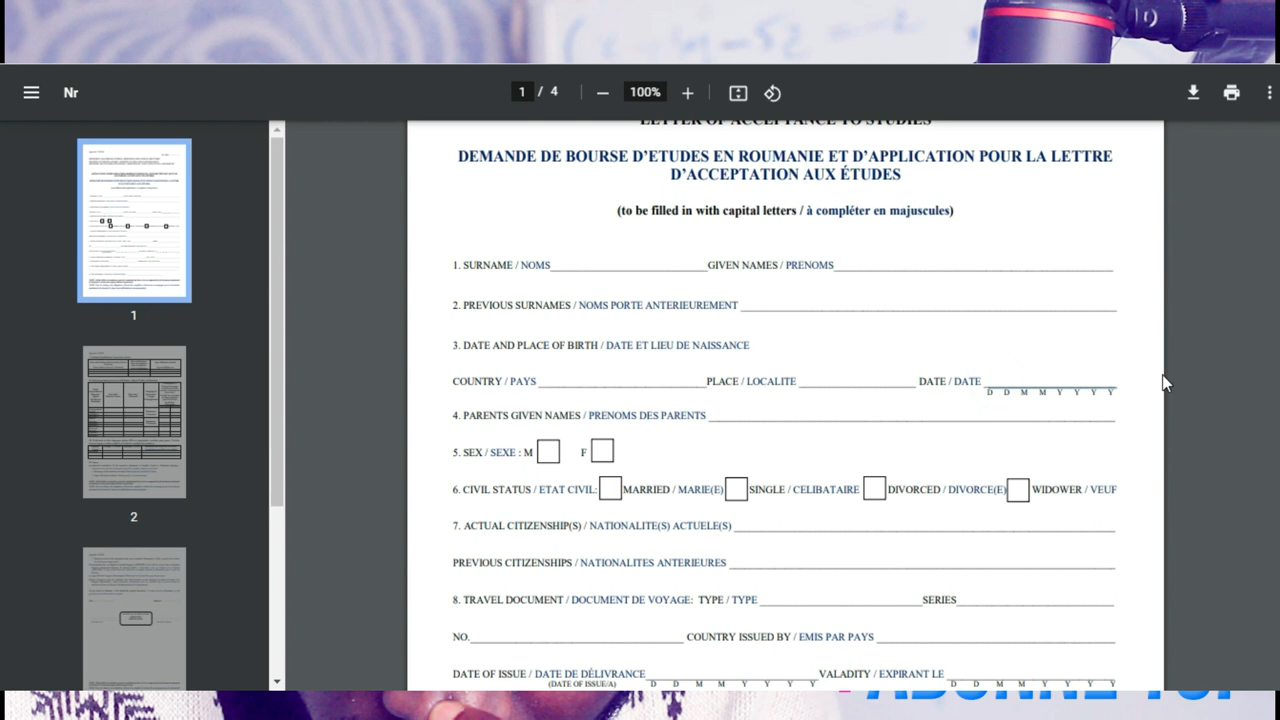 Nr
1 / 4
100%
LETTER OF ACCEPTANCE TO STUDIES
DEMANDE DE BOURSE D'ETUDES EN ROUMANIE ET D'APPLICATION POUR LA LETTRE
D'ACCEPTATION AUX ÉTUDES
(to be filled in with capital letters / à compléter en majuscules)
1. SURNAME / NOMS GIVEN NAMES / PRENOMS
2. PREVIOUS SURNAMES / NOMS PORTE ANTERIEUREMENT
3. DATE AND PLACE OF BIRTH / DATE ET LIEU DE NAISSANCE
COUNTRY / PAYS PLACE / LOCALITE DATE / DATE
D D M M Y Y Y Y
4. PARENTS GIVEN NAMES / PRENOMS DES PARENTS
5. SEX / SEXE : M F
6. CIVIL STATUS / ETAT CIVIL: MARRIED / MARIE(E) SINGLE / CELIBATAIRE DIVORCED / DIVORCE(E) WIDOWER / VEUF
7. ACTUAL CITIZENSHIP(S) / NATIONALITE(S) ACTUELE(S)
PREVIOUS CITIZENSHIPS / NATIONALITES ANTERIEURES
8. TRAVEL DOCUMENT / DOCUMENT DE VOYAGE: TYPE / TYPE SERIES
NO. COUNTRY ISSUED BY / EMIS PAR PAYS
DATE OF ISSUE / DATE DE DÉLIVRANCE VALADITY / EXPIRANT LE
(DATE OF ISSUE/A) D D M M Y Y Y Y D D M M Y Y Y Y
1
2